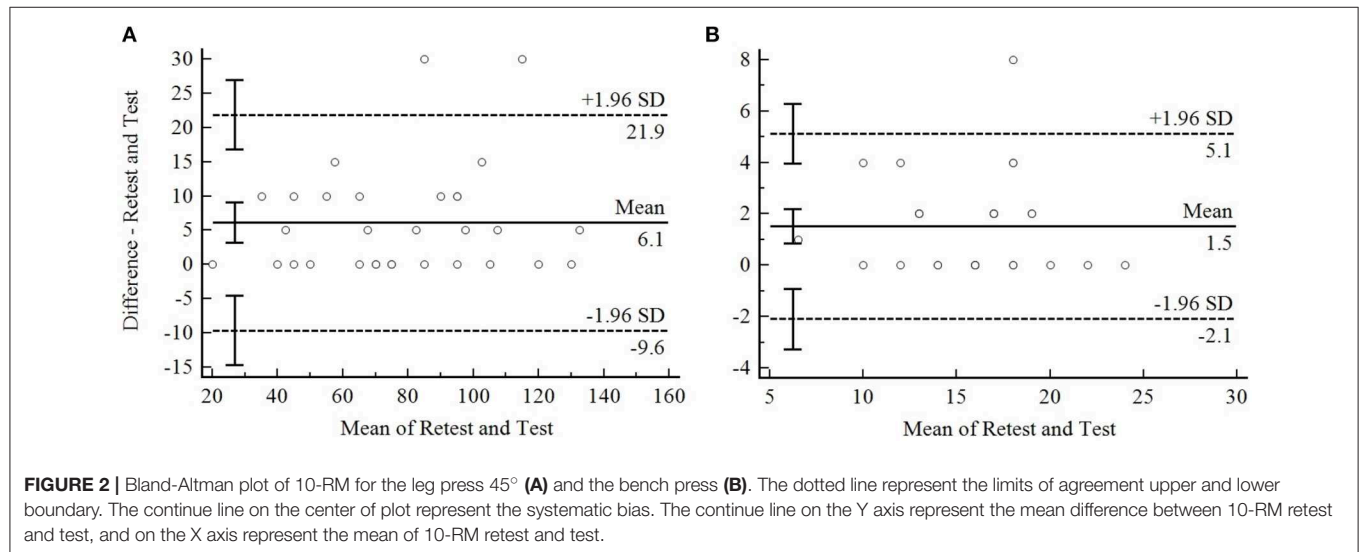 A
B
Difference - Retest and Test
30
25
20
15
10
5
0
-5
-10
-15
+1.96 SD
21.9
Mean
6.1
-1.96 SD
-9.6
20 40 60 80 100 120 140 160
Mean of Retest and Test
8
6
4
2
0
-2
-4
+1.96 SD
5.1
Mean
1.5
-1.96 SD
-2.1
5 10 15 20 25 30
Mean of Retest and Test
FIGURE 2 | Bland-Altman plot of 10-RM for the leg press 45° (A) and the bench press (B). The dotted line represent the limits of agreement upper and lower
boundary. The continue line on the center of plot represent the systematic bias. The continue line on the Y axis represent the mean difference between 10-RM retest
and test, and on the X axis represent the mean of 10-RM retest and test.